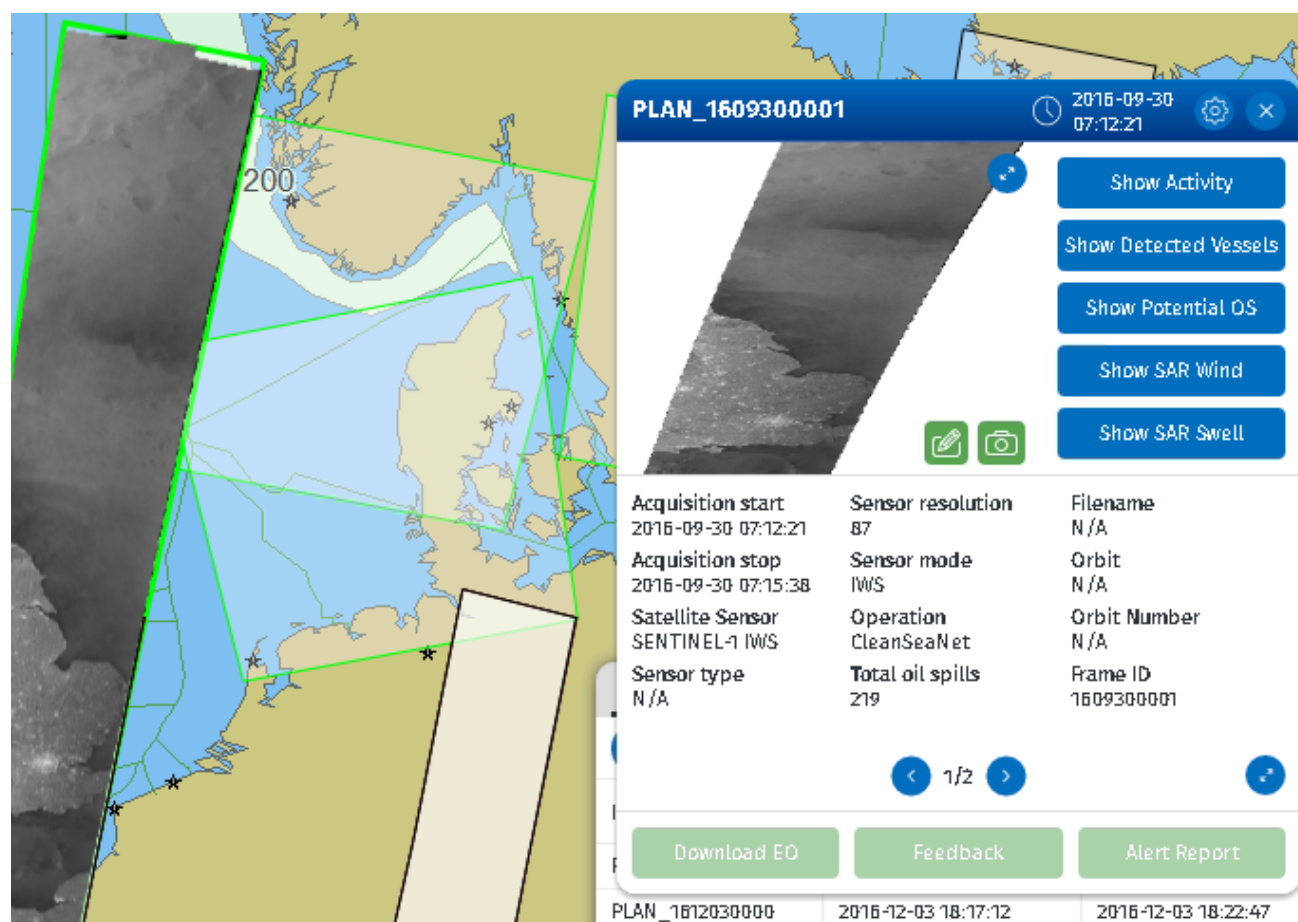 200
PLAN_1609300001
2016-09-30
07:12:21
Show Activity
Show Detected Vessels
Show Potential OS
Show SAR Wind
Show SAR Swell
Acquisition start
2016-09-30 07:12:21
Acquisition stop
2016-09-30 07:15:38
Satellite Sensor
SENTINEL-1 IWS
Sensor type
N/A
Sensor resolution
87
Sensor mode
IWS
Operation
CleanSeaNet
Total oil spills
219
Filename
N/A
Orbit
N/A
Orbit Number
N/A
Frame ID
1609300001
1/2
Download EO Feedback Alert Report
PLAN_1612030000 2016-12-03 18:17:12 2016-12-03 18:22:47